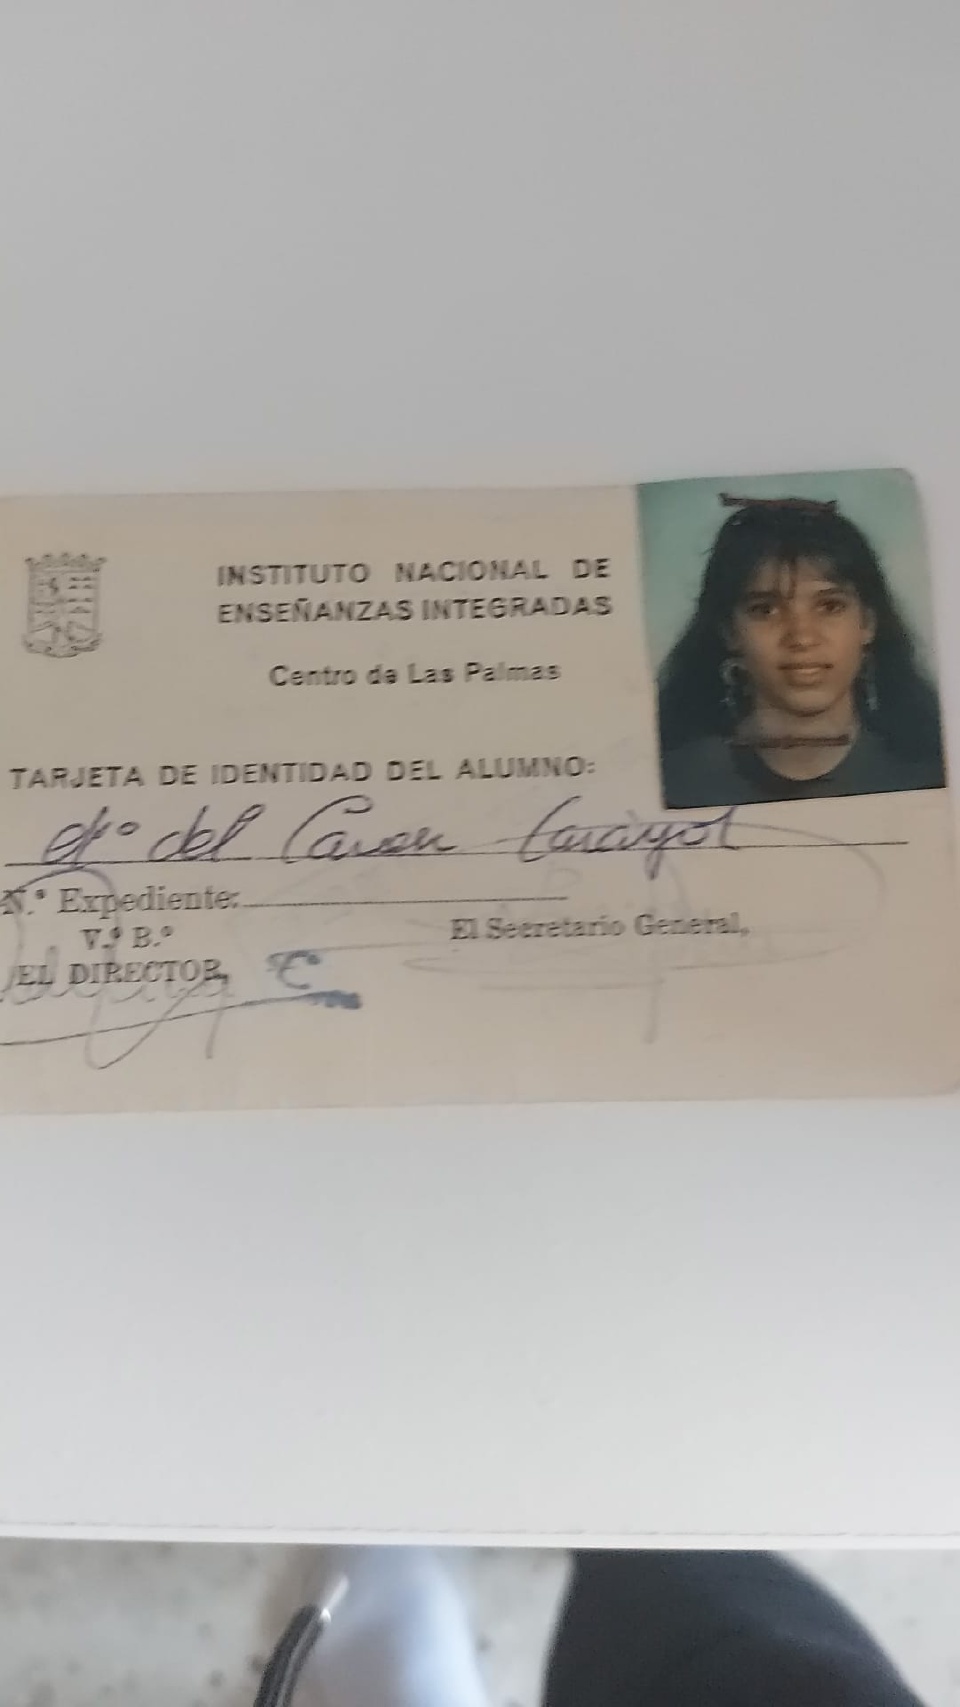 INSTITUTO NACIONAL DE
ENSEÑANZAS INTEGRADAS
Centro de Las Palmas
TARJETA DE IDENTIDAD DEL ALUMNO:
Mª del Carmen
N.º Expediente:
V.º B.º
El Secretario General,
EL DIRECTOR,